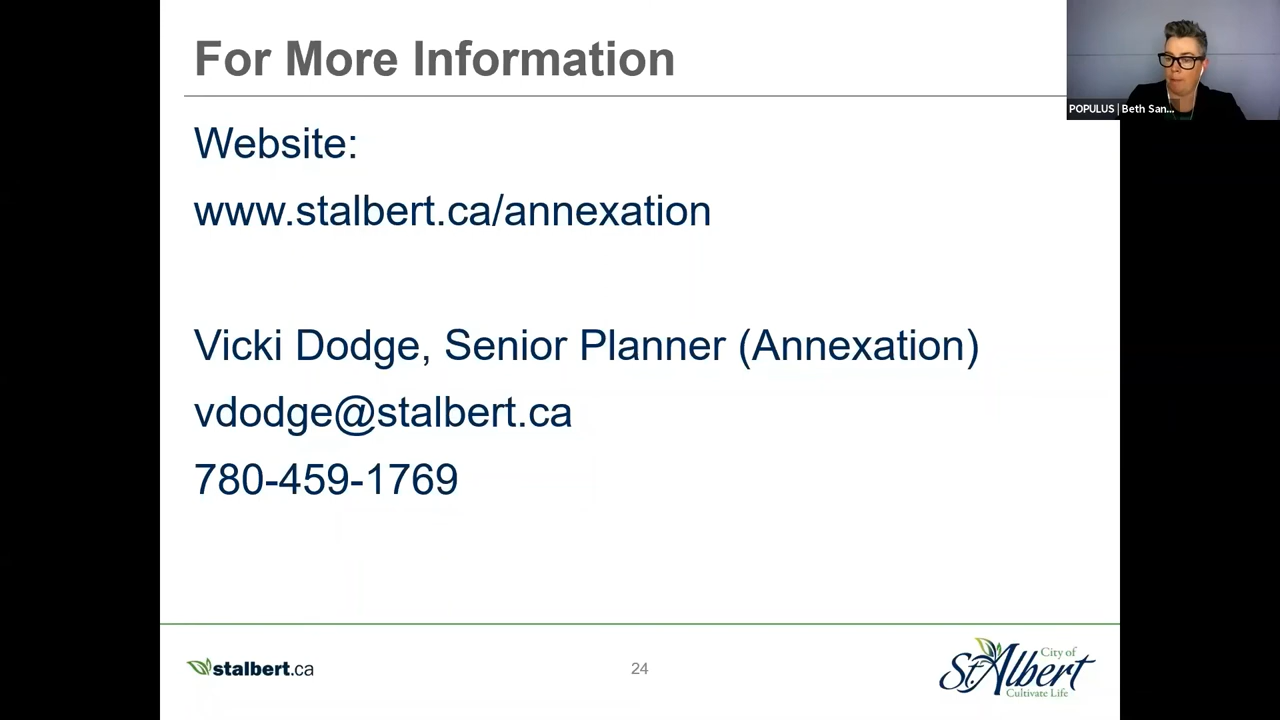 For More Information
POPULUS | Beth San...
Website:
www.stalbert.ca/annexation
Vicki Dodge, Senior Planner (Annexation)
vdodge@stalbert.ca
780-459-1769
stalbert.ca
24
City of
St. Albert
Cultivate Life